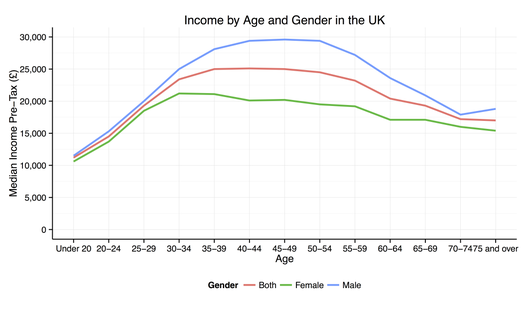 Income by Age and Gender in the UK
Median Income Pre−Tax (£)
30,000
25,000
20,000
15,000
10,000
5,000
0
Under 20 20−24 25−29 30−34 35−39 40−44 45−49 50−54 55−59 60−64 65−69 70−74 75 and over
Age
Gender Both Female Male